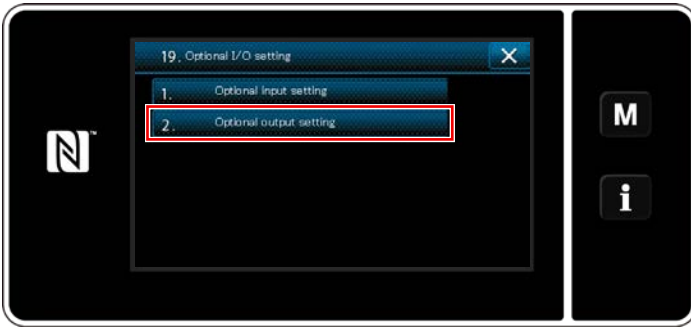 19. Optional I/O setting
1. Optional input setting
2. Optional output setting
M
i
N